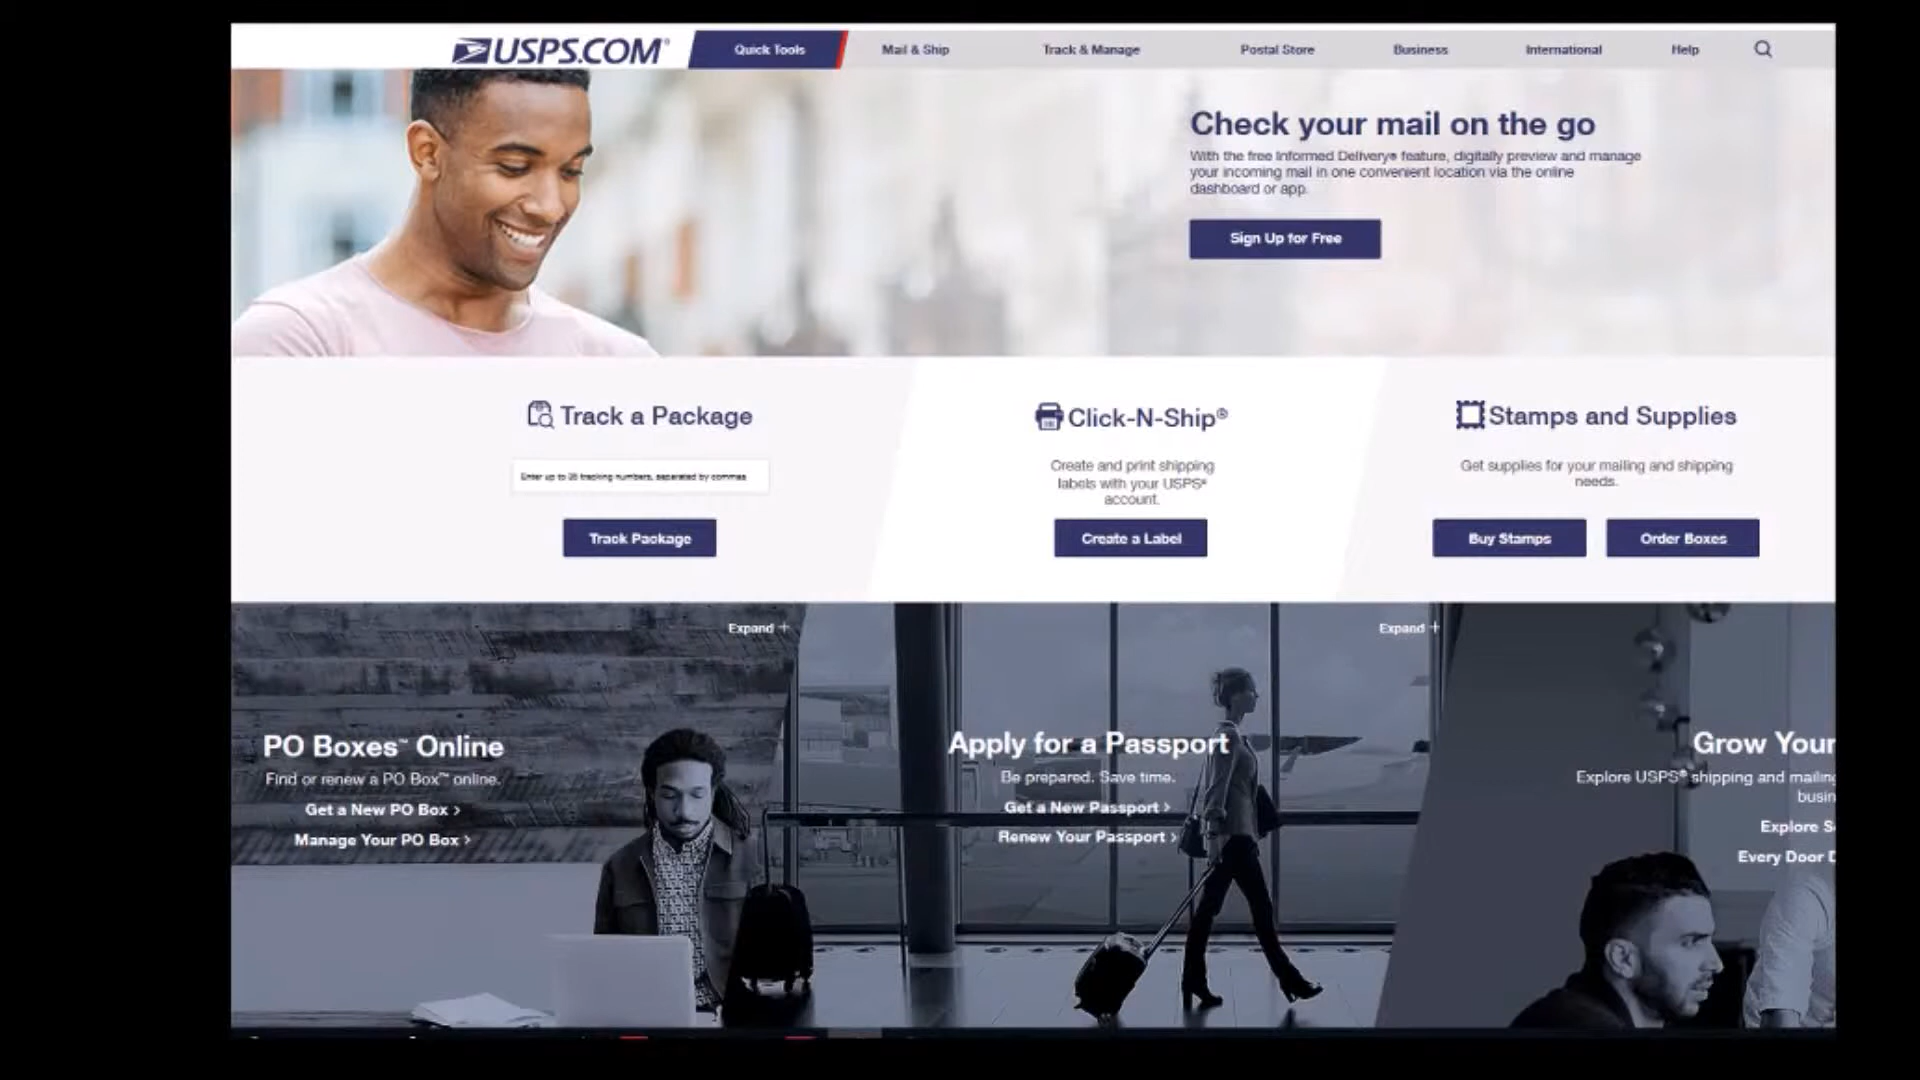 USPS.COM®
Quick Tools
Mail & Ship
Track & Manage
Postal Store
Business
International
Help
Check your mail on the go
With the free Informed Delivery® feature, digitally preview and manage
your incoming mail in one convenient location via the online
dashboard or app.
Sign Up for Free
Track a Package
Enter up to 35 tracking numbers, separated by commas
Track Package
Click-N-Ship®
Create and print shipping
labels with your USPS®
account.
Create a Label
Stamps and Supplies
Get supplies for your mailing and shipping
needs.
Buy Stamps
Order Boxes
Expand +
PO Boxes™ Online
Find or renew a PO Box™ online.
Get a New PO Box >
Manage Your PO Box >
Expand +
Apply for a Passport
Be prepared. Save time.
Get a New Passport >
Renew Your Passport >
Grow Your
Explore USPS® shipping and mailing
busin
Explore S
Every Door D